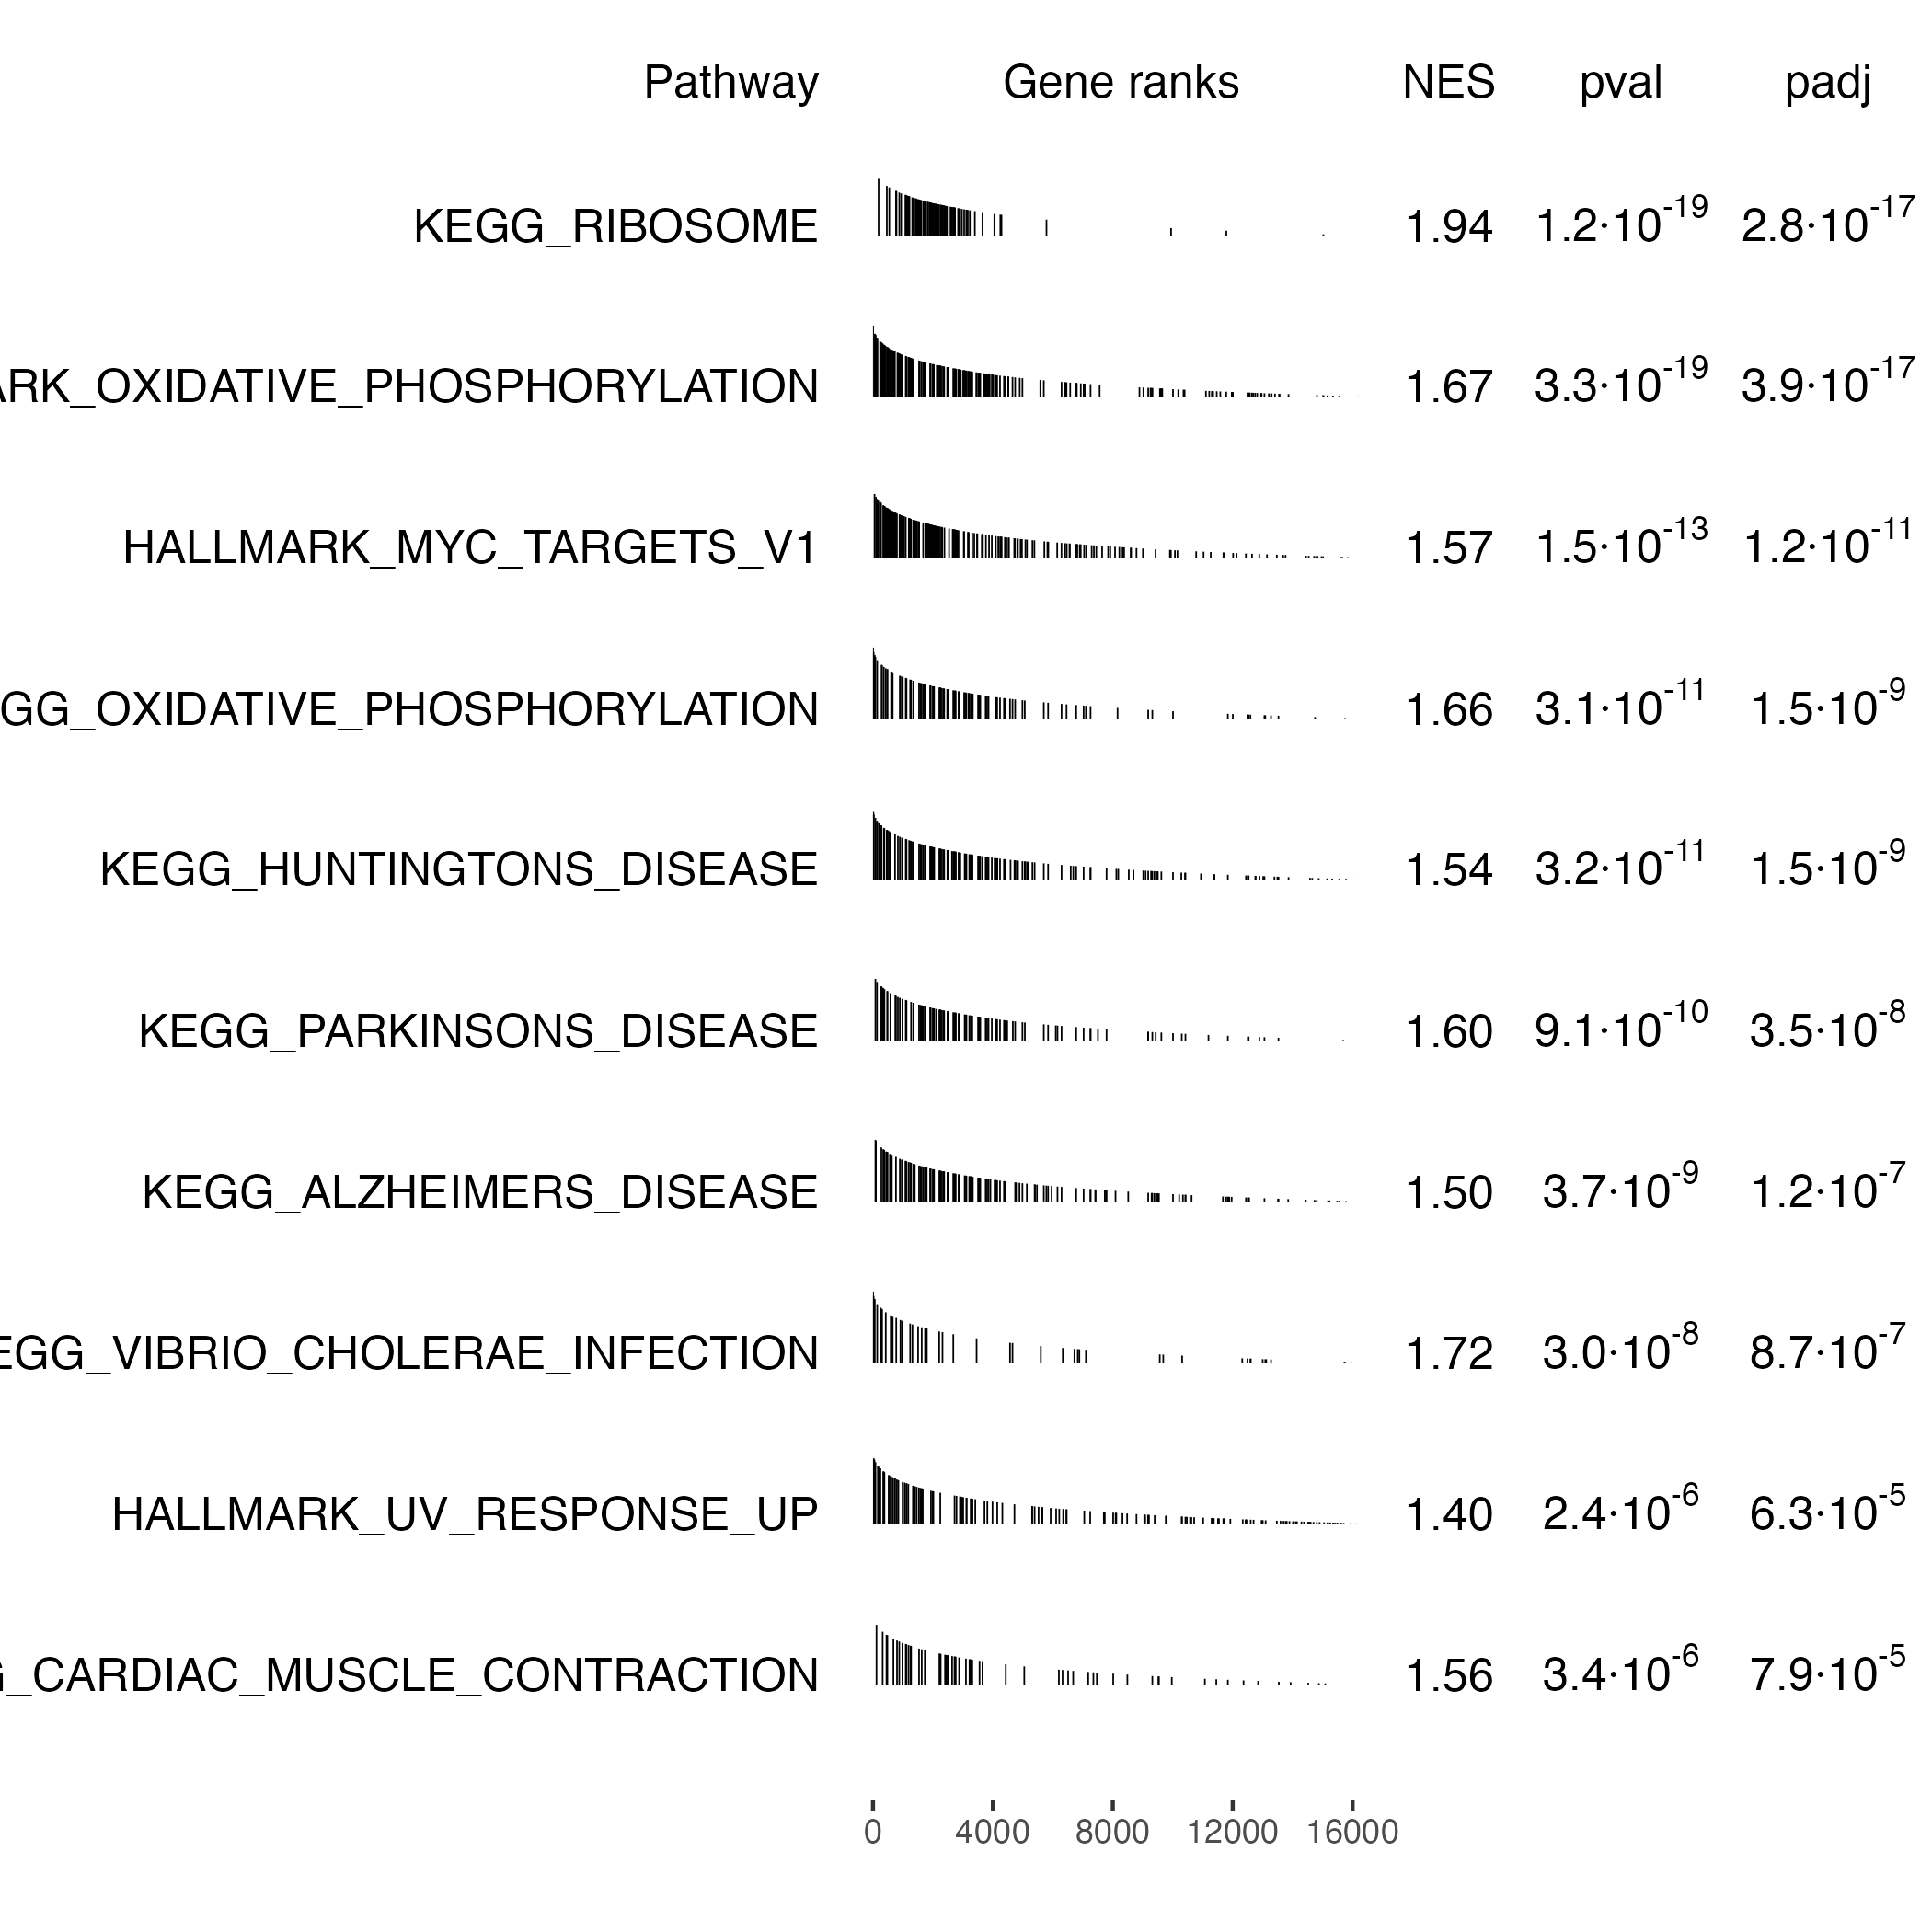 Pathway Gene ranks NES pval padj
KEGG_RIBOSOME 1.94 1.2·10⁻¹⁹ 2.8·10⁻¹⁷
ARK_OXIDATIVE_PHOSPHORYLATION 1.67 3.3·10⁻¹⁹ 3.9·10⁻¹⁷
HALLMARK_MYC_TARGETS_V1 1.57 1.5·10⁻¹³ 1.2·10⁻¹¹
GG_OXIDATIVE_PHOSPHORYLATION 1.66 3.1·10⁻¹¹ 1.5·10⁻⁹
KEGG_HUNTINGTONS_DISEASE 1.54 3.2·10⁻¹¹ 1.5·10⁻⁹
KEGG_PARKINSONS_DISEASE 1.60 9.1·10⁻¹⁰ 3.5·10⁻⁸
KEGG_ALZHEIMERS_DISEASE 1.50 3.7·10⁻⁹ 1.2·10⁻⁷
EGG_VIBRIO_CHOLERAE_INFECTION 1.72 3.0·10⁻⁸ 8.7·10⁻⁷
HALLMARK_UV_RESPONSE_UP 1.40 2.4·10⁻⁶ 6.3·10⁻⁵
G_CARDIAC_MUSCLE_CONTRACTION 1.56 3.4·10⁻⁶ 7.9·10⁻⁵
0 4000 8000 12000 16000